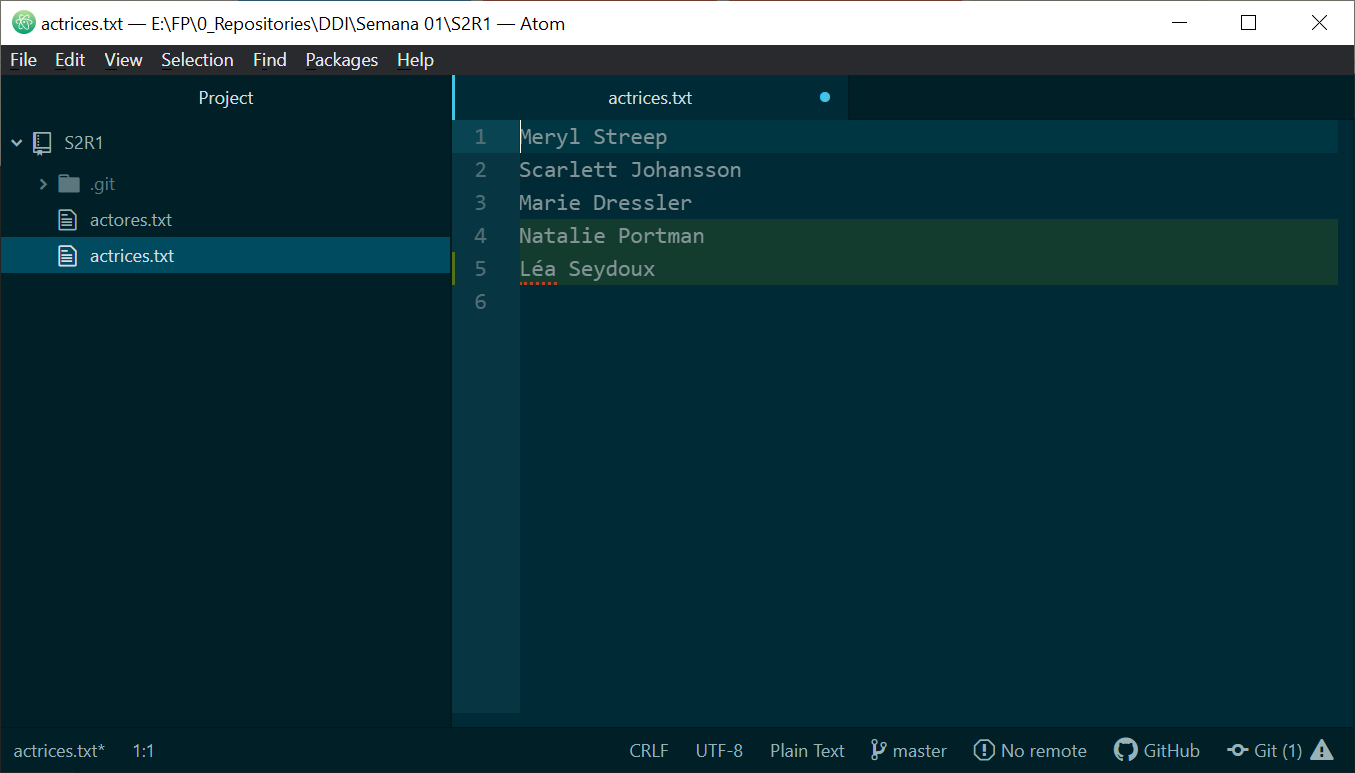 actrices.txt — E:\FP\0_Repositories\DDI\Semana 01\S2R1 — Atom
File Edit View Selection Find Packages Help
Project
actrices.txt
S2R1
.git
actores.txt
actrices.txt
1 Meryl Streep
2 Scarlett Johansson
3 Marie Dressler
4 Natalie Portman
5 Léa Seydoux
6
actrices.txt* 1:1 CRLF UTF-8 Plain Text master No remote GitHub Git (1)